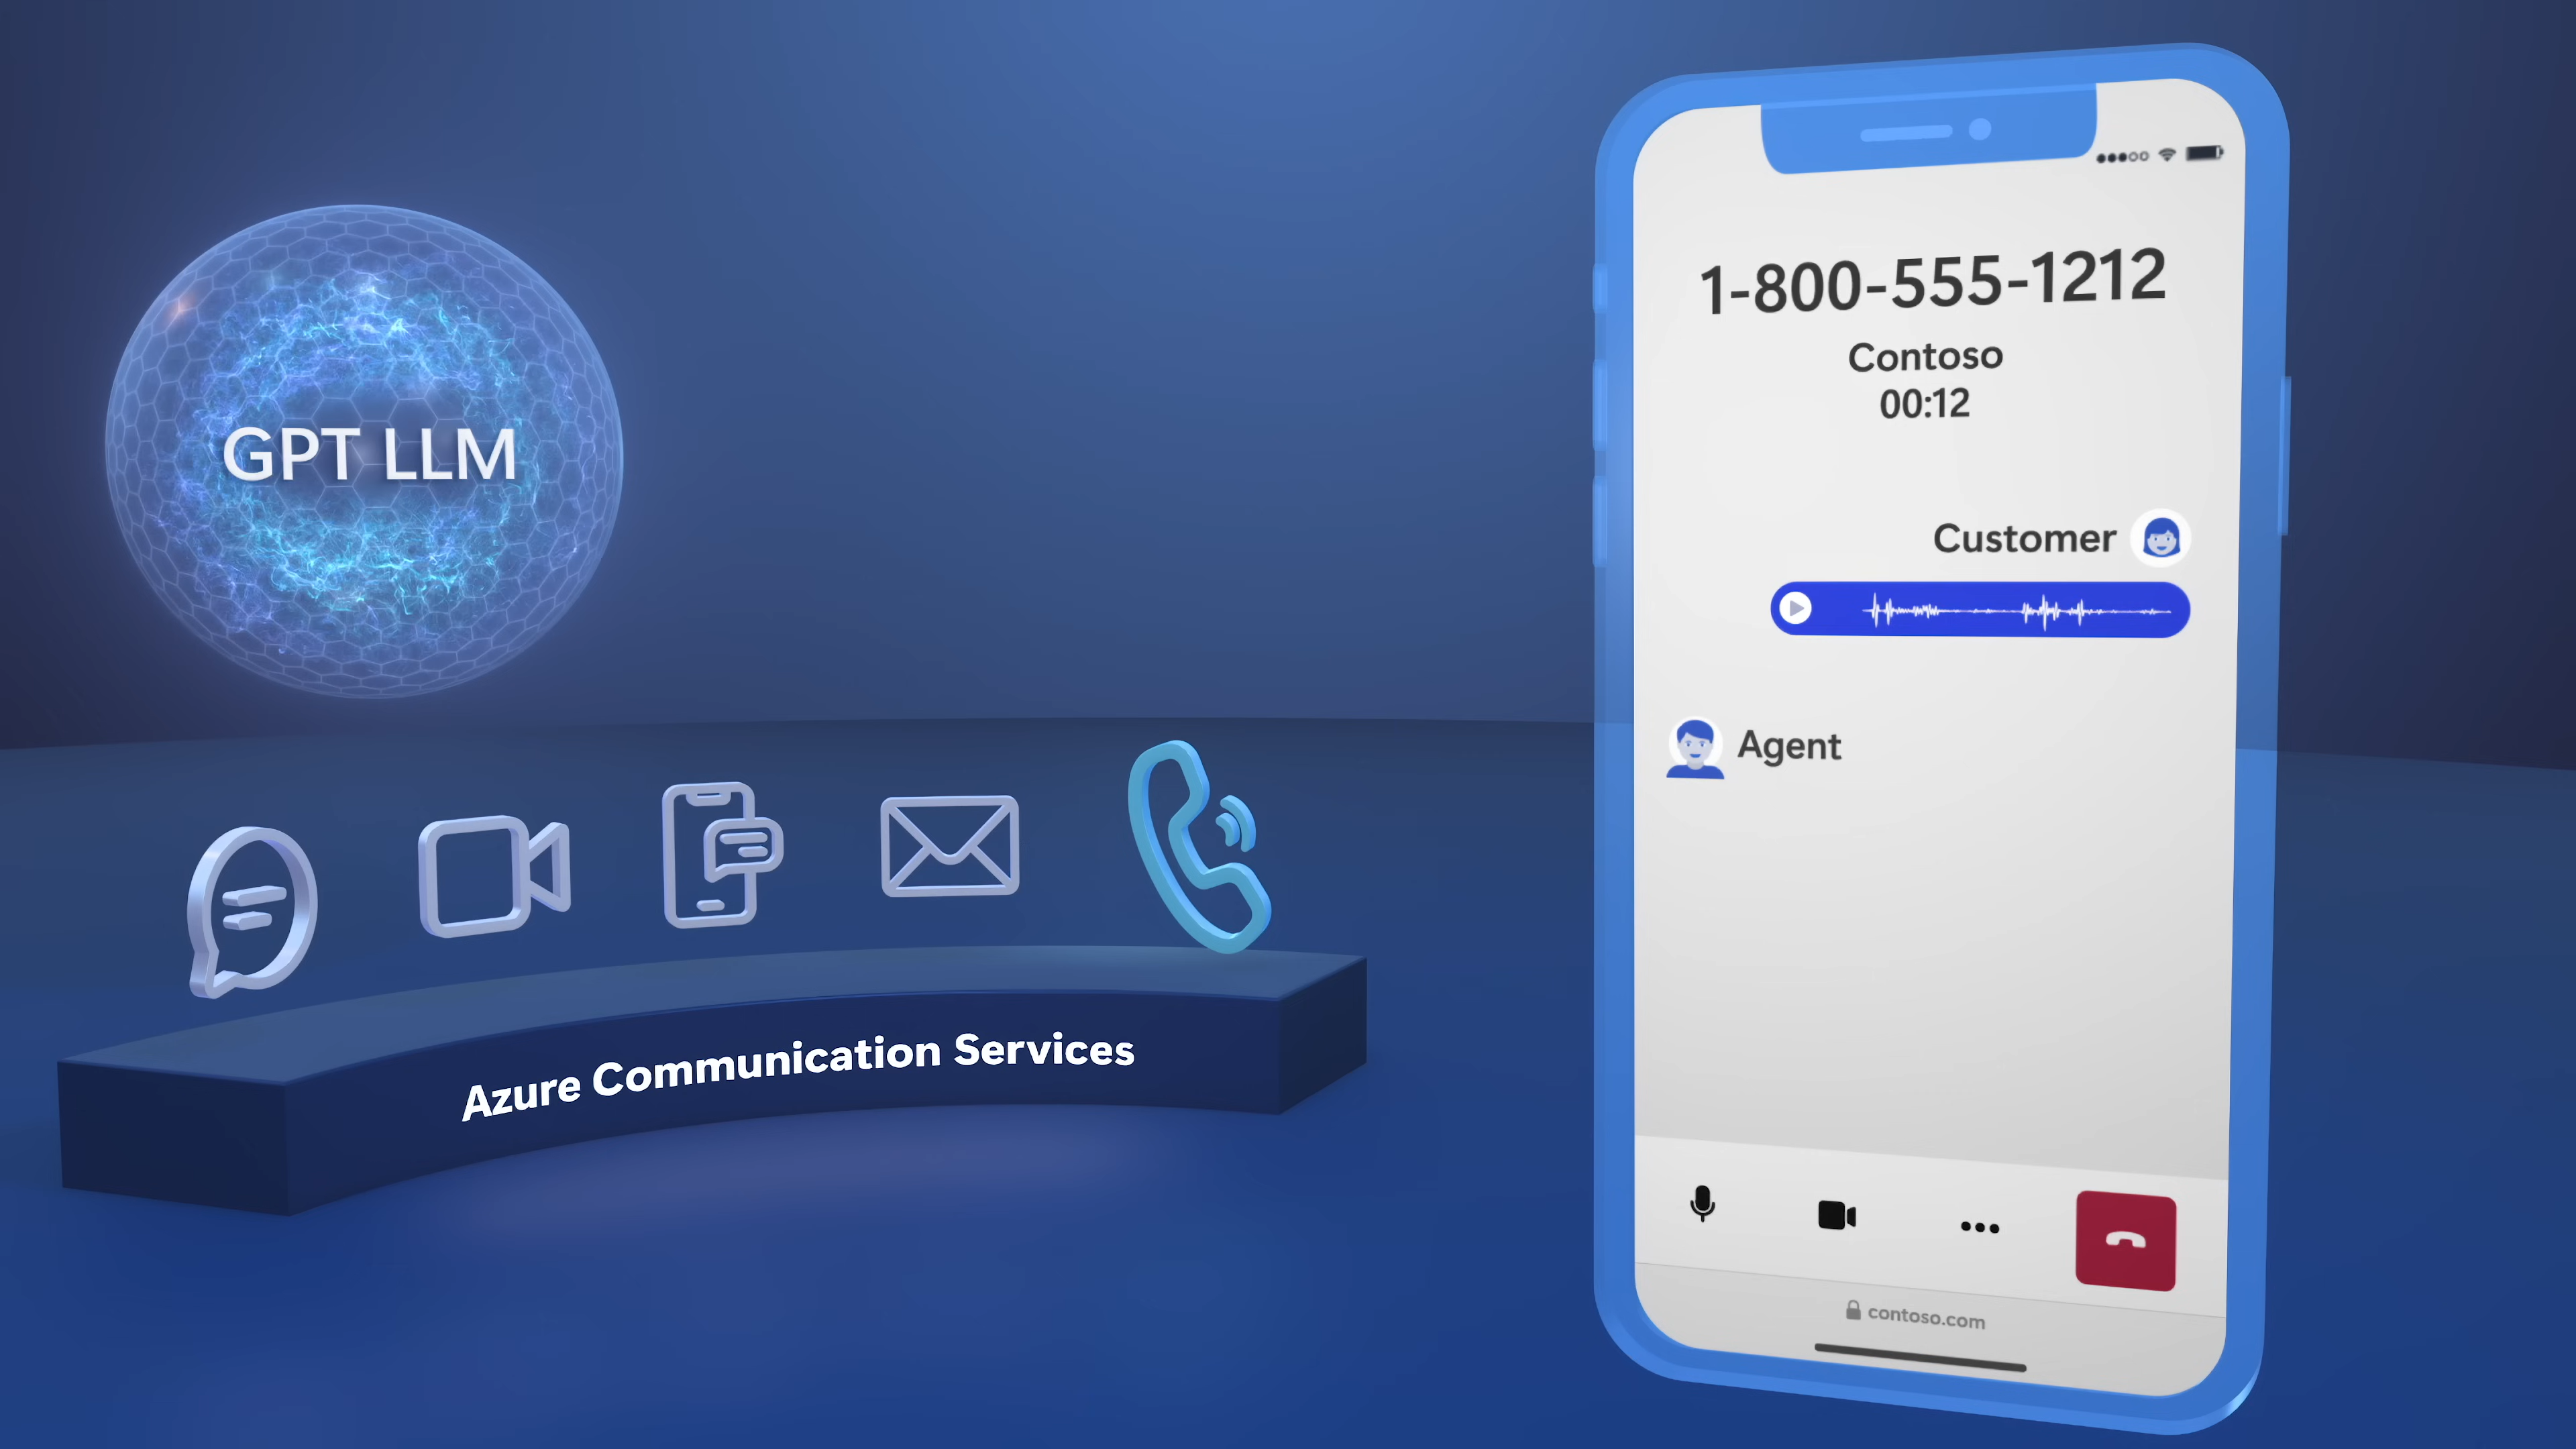 GPT LLM
Azure Communication Services
1-800-555-1212
Contoso
00:12
Customer
Agent
contoso.com